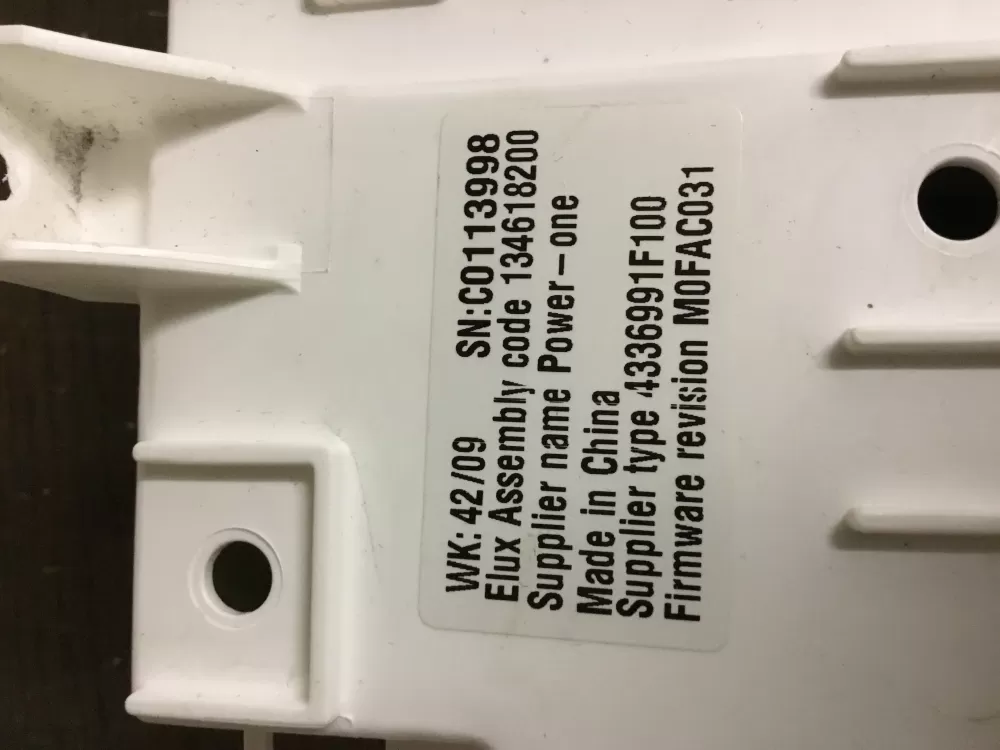 WK: 42/09 SN:C0113998
Elux Assembly code 134618200
Supplier name Power-one
Made in China
Supplier type 4336991F100
Firmware revision M0FAC031